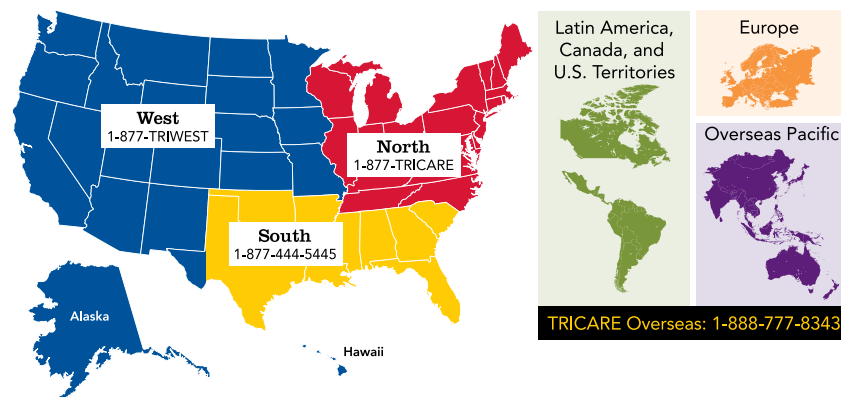 West
1-877-TRIWEST
North
1-877-TRICARE
South
1-877-444-5445
Alaska
Hawaii
Latin America,
Canada, and
U.S. Territories
Europe
Overseas Pacific
TRICARE Overseas: 1-888-777-8343